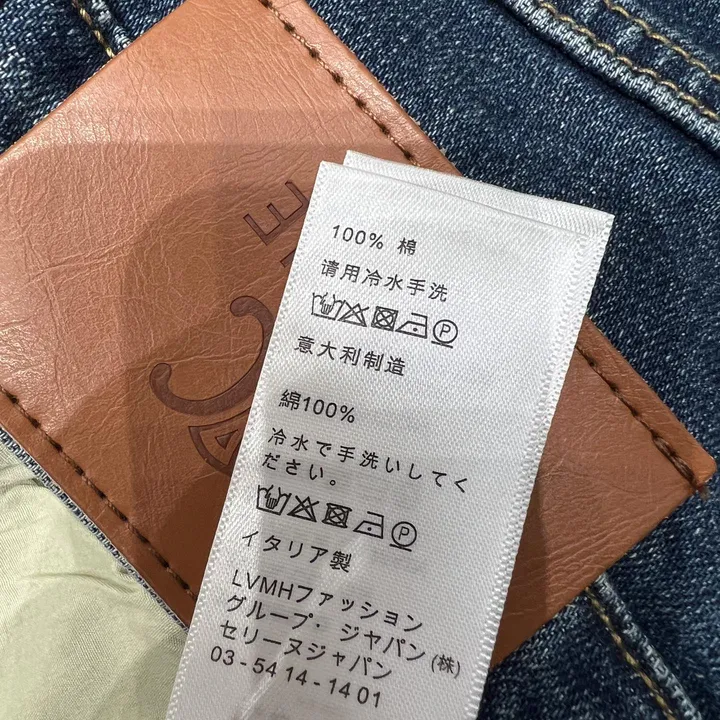 100% 棉
请用冷水手洗
意大利制造
綿100%
冷水で手洗いしてく
ださい。
イタリア製
LVMHファッション
グループ・ジャパン(株)
セリーヌジャパン
03-5414-1401